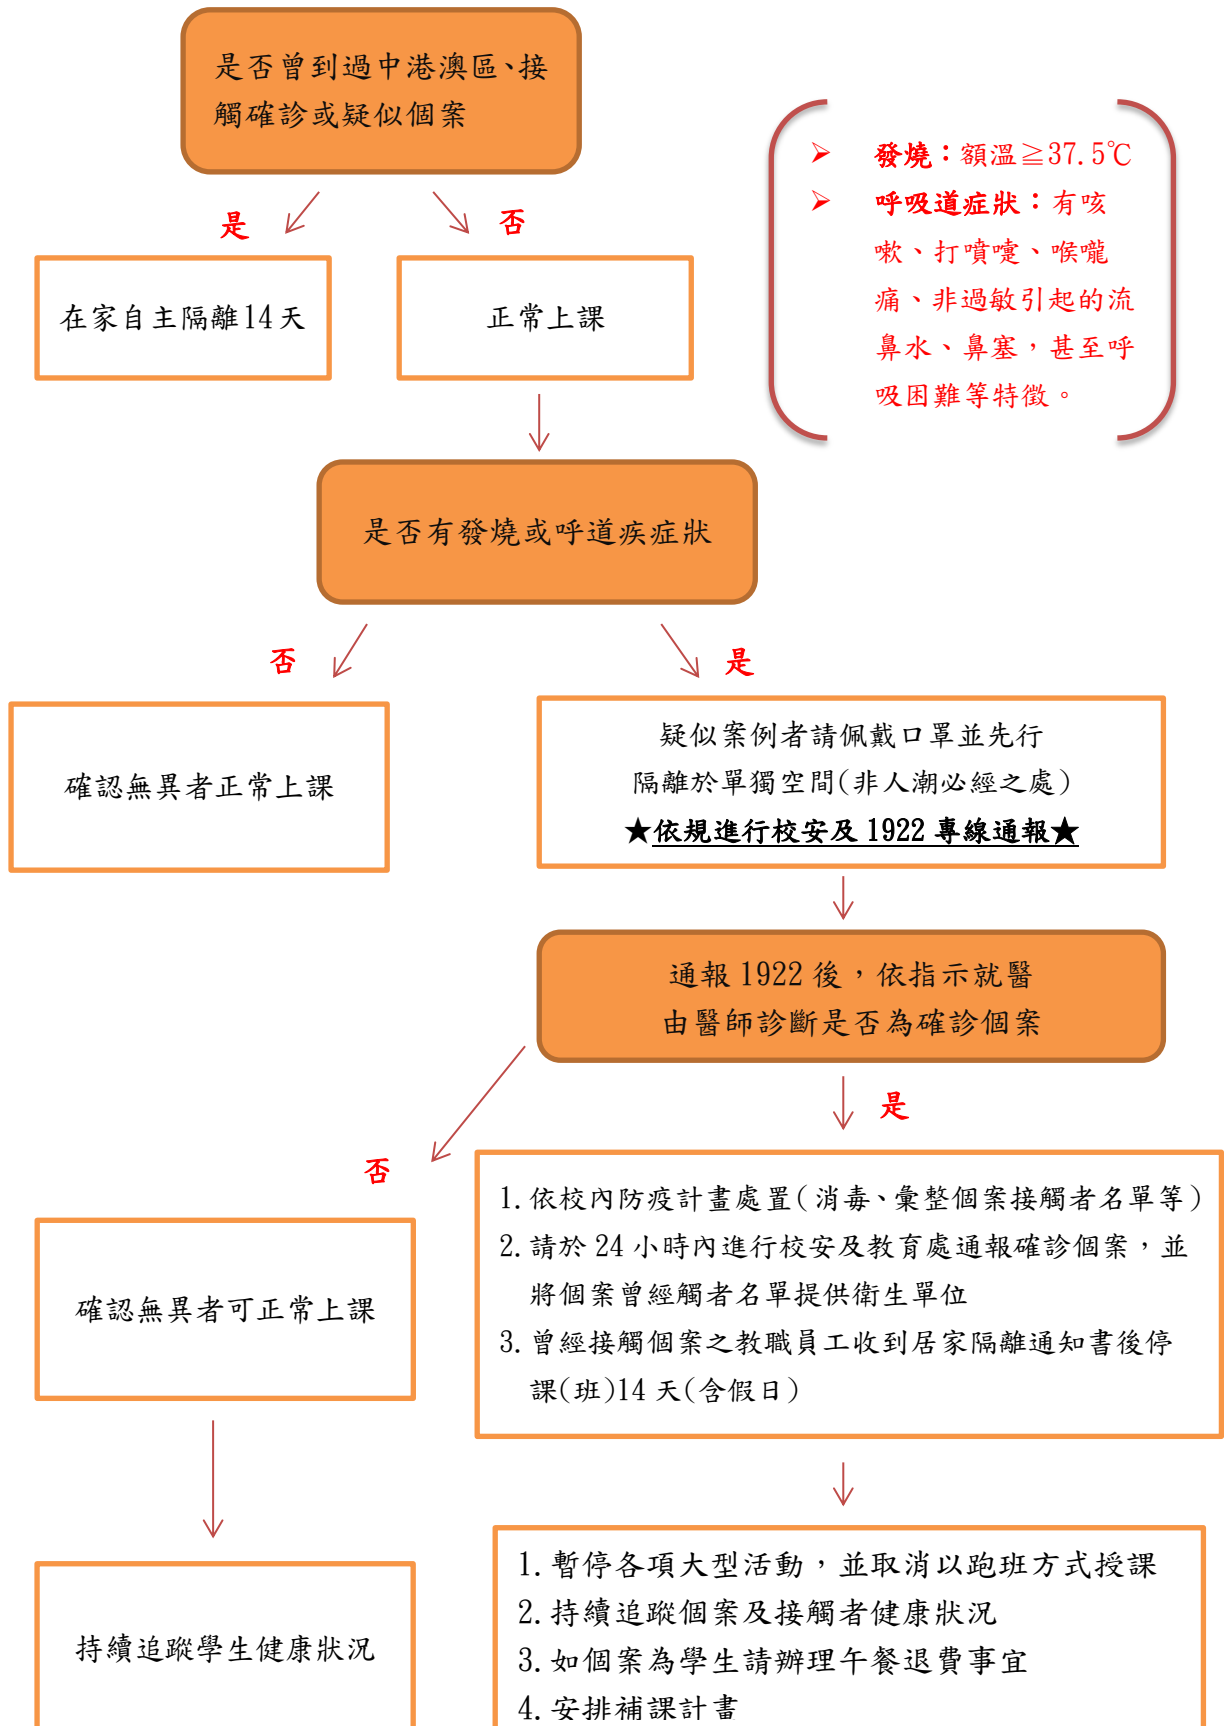 是否曾到過中港澳區、接
觸確診或疑似個案
➢ 發燒：額溫≧37.5℃
➢ 呼吸道症狀：有咳
嗽、打噴嚏、喉嚨
痛、非過敏引起的流
鼻水、鼻塞，甚至呼
吸困難等特徵。
是
否
在家自主隔離14天
正常上課
是否有發燒或呼道疾症狀
否
是
確認無異者正常上課
疑似案例者請佩戴口罩並先行
隔離於單獨空間(非人潮必經之處)
★依規進行校安及 1922 專線通報★
通報 1922 後，依指示就醫
由醫師診斷是否為確診個案
是
否
1.依校內防疫計畫處置(消毒、彙整個案接觸者名單等)
2.請於 24 小時內進行校安及教育處通報確診個案，並
將個案曾經觸者名單提供衛生單位
3.曾經接觸個案之教職員工收到居家隔離通知書後停
課(班)14 天(含假日)
確認無異者可正常上課
1.暫停各項大型活動，並取消以跑班方式授課
2.持續追蹤個案及接觸者健康狀況
3.如個案為學生請辦理午餐退費事宜
4.安排補課計畫
持續追蹤學生健康狀況